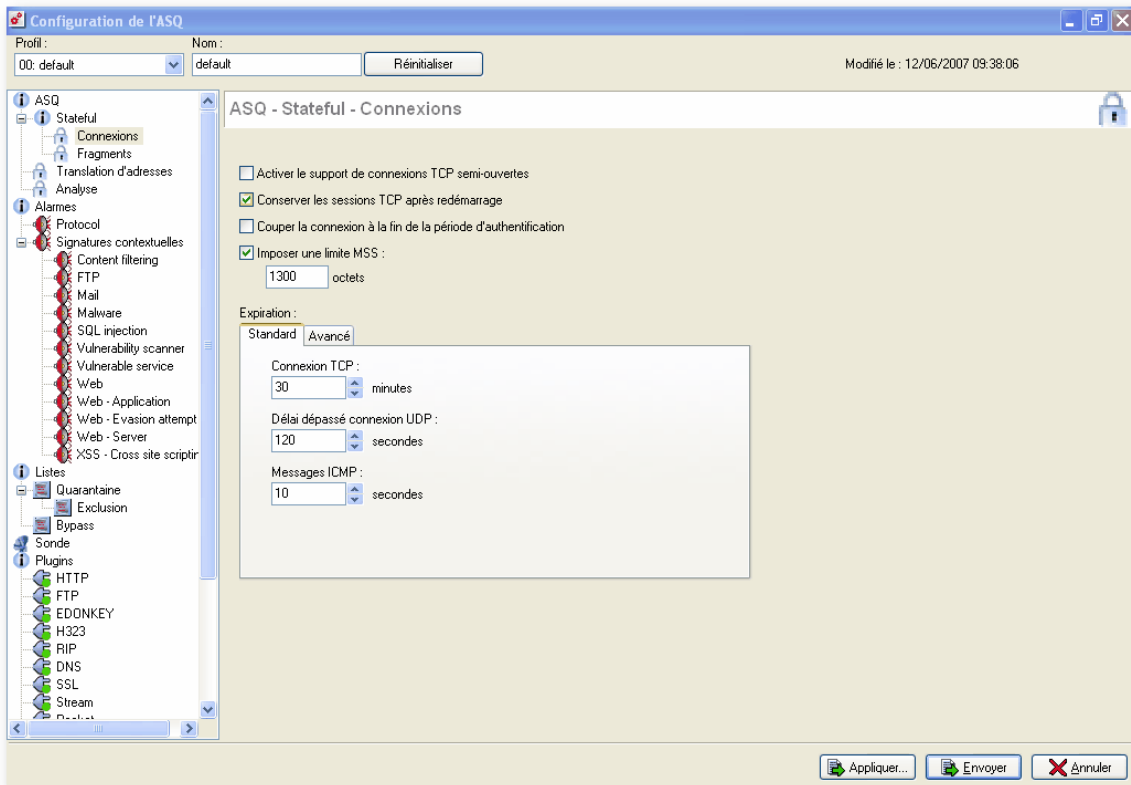 Configuration de l'ASQ
Profil :
Nom :
00: default
default
Réinitialiser
Modifié le : 12/06/2007 09:38:06
ASQ
Stateful
Connexions
Fragments
Translation d'adresses
Analyse
Alarmes
Protocol
Signatures contextuelles
Content filtering
FTP
Mail
Malware
SQL injection
Vulnerability scanner
Vulnerable service
Web
Web - Application
Web - Evasion attempt
Web - Server
XSS - Cross site scriptin
Listes
Quarantaine
Exclusion
Bypass
Sonde
Plugins
HTTP
FTP
EDONKEY
H323
RIP
DNS
SSL
Stream
ASQ - Stateful - Connexions
Activer le support de connexions TCP semi-ouvertes
Conserver les sessions TCP après redémarrage
Couper la connexion à la fin de la période d'authentification
Imposer une limite MSS :
1300 octets
Expiration :
Standard Avancé
Connexion TCP :
30 minutes
Délai dépassé connexion UDP :
120 secondes
Messages ICMP :
10 secondes
Appliquer...
Envoyer
Annuler